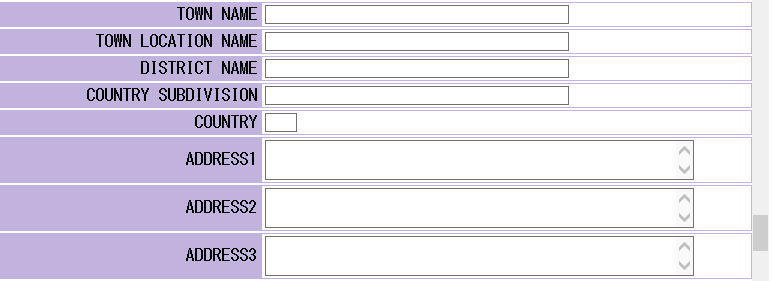 TOWN NAME
TOWN LOCATION NAME
DISTRICT NAME
COUNTRY SUBDIVISION
COUNTRY
ADDRESS1
ADDRESS2
ADDRESS3